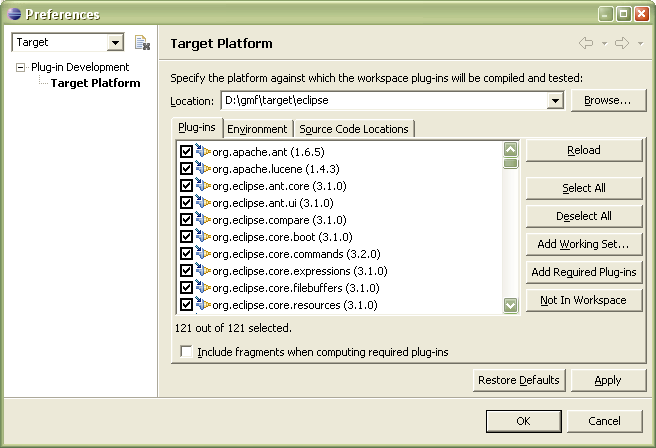 Preferences
Target
Plug-in Development
Target Platform
Target Platform
Specify the platform against which the workspace plug-ins will be compiled and tested:
Location: D:\gmf\target\eclipse Browse...
Plug-ins Environment Source Code Locations
org.apache.ant (1.6.5)
org.apache.lucene (1.4.3)
org.eclipse.ant.core (3.1.0)
org.eclipse.ant.ui (3.1.0)
org.eclipse.compare (3.1.0)
org.eclipse.core.boot (3.1.0)
org.eclipse.core.commands (3.2.0)
org.eclipse.core.expressions (3.1.0)
org.eclipse.core.filebuffers (3.1.0)
org.eclipse.core.resources (3.1.0)
Reload
Select All
Deselect All
Add Working Set...
Add Required Plug-ins
Not In Workspace
121 out of 121 selected.
Include fragments when computing required plug-ins
Restore Defaults Apply
OK Cancel